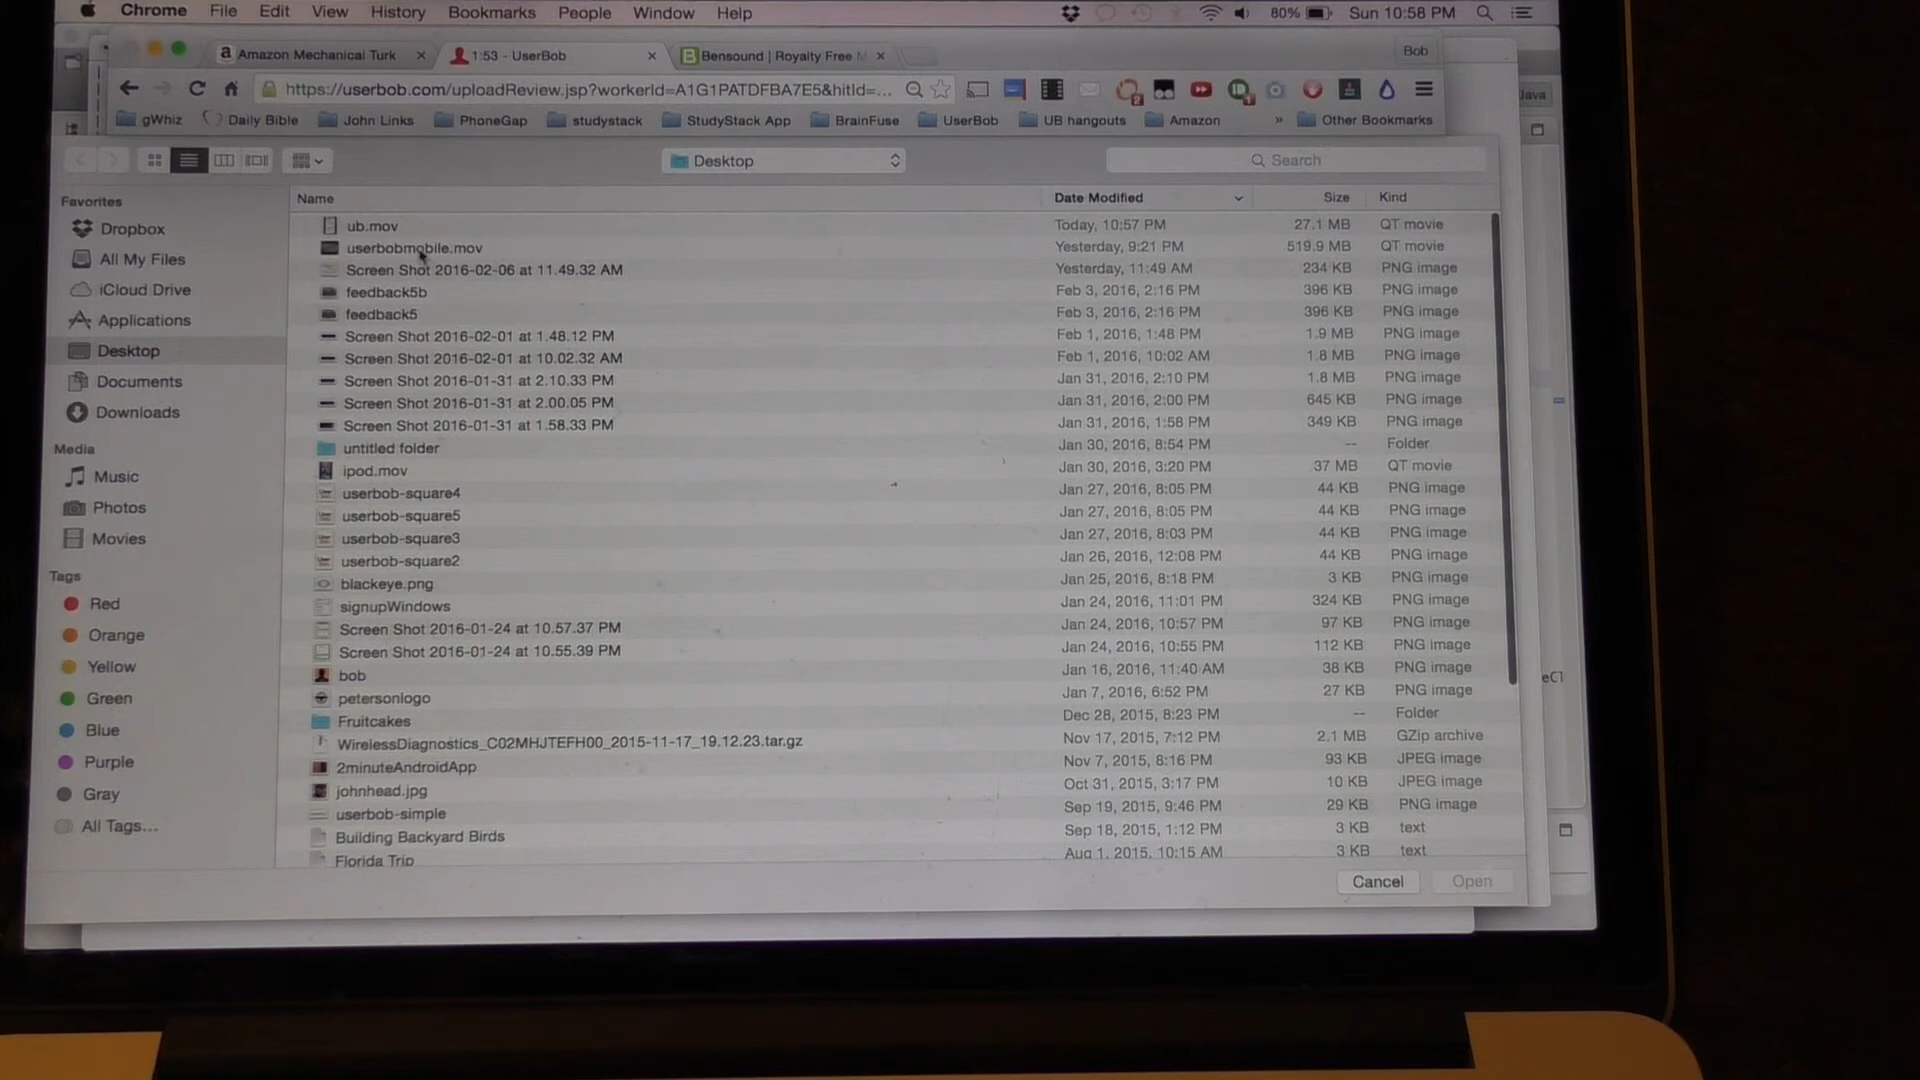 Chrome File Edit View History Bookmarks People Window Help 80% Sun 10:58 PM
Amazon Mechanical Turk 1:53 - UserBob Bensound | Royalty Free Bob
https://userbob.com/uploadReview.jsp?workerId=A1G1PATDFBA7E5&hitId=...
gWhiz Daily Bible John Links PhoneGap studystack StudyStack App BrainFuse UserBob UB hangouts Amazon » Other Bookmarks
Java
Desktop Search
Favorites
Dropbox
All My Files
iCloud Drive
Applications
Desktop
Documents
Downloads
Media
Music
Photos
Movies
Tags
Red
Orange
Yellow
Green
Blue
Purple
Gray
All Tags...
Name Date Modified Size Kind
ub.mov Today, 10:57 PM 27.1 MB QT movie
userbobmobile.mov Yesterday, 9:21 PM 519.9 MB QT movie
Screen Shot 2016-02-06 at 11.49.32 AM Yesterday, 11:49 AM 234 KB PNG image
feedback5b Feb 3, 2016, 2:16 PM 396 KB PNG image
feedback5 Feb 3, 2016, 2:16 PM 396 KB PNG image
Screen Shot 2016-02-01 at 1.48.12 PM Feb 1, 2016, 1:48 PM 1.9 MB PNG image
Screen Shot 2016-02-01 at 10.02.32 AM Feb 1, 2016, 10:02 AM 1.8 MB PNG image
Screen Shot 2016-01-31 at 2.10.33 PM Jan 31, 2016, 2:10 PM 1.8 MB PNG image
Screen Shot 2016-01-31 at 2.00.05 PM Jan 31, 2016, 2:00 PM 645 KB PNG image
Screen Shot 2016-01-31 at 1.58.33 PM Jan 31, 2016, 1:58 PM 349 KB PNG image
untitled folder Jan 30, 2016, 8:54 PM -- Folder
ipod.mov Jan 30, 2016, 3:20 PM 37 MB QT movie
userbob-square4 Jan 27, 2016, 8:05 PM 44 KB PNG image
userbob-square5 Jan 27, 2016, 8:05 PM 44 KB PNG image
userbob-square3 Jan 27, 2016, 8:03 PM 44 KB PNG image
userbob-square2 Jan 26, 2016, 12:08 PM 44 KB PNG image
blackeye.png Jan 25, 2016, 8:18 PM 3 KB PNG image
signupWindows Jan 24, 2016, 11:01 PM 324 KB PNG image
Screen Shot 2016-01-24 at 10.57.37 PM Jan 24, 2016, 10:57 PM 97 KB PNG image
Screen Shot 2016-01-24 at 10.55.39 PM Jan 24, 2016, 10:55 PM 112 KB PNG image
bob Jan 16, 2016, 11:40 AM 38 KB PNG image
petersonlogo Jan 7, 2016, 6:52 PM 27 KB PNG image
Fruitcakes Dec 28, 2015, 8:23 PM -- Folder
WirelessDiagnostics_C02MHJTEFH00_2015-11-17_19.12.23.tar.gz Nov 17, 2015, 7:12 PM 2.1 MB GZip archive
2minuteAndroidApp Nov 7, 2015, 8:16 PM 93 KB JPEG image
johnhead.jpg Oct 31, 2015, 3:17 PM 10 KB JPEG image
userbob-simple Sep 19, 2015, 9:46 PM 29 KB PNG image
Building Backyard Birds Sep 18, 2015, 1:12 PM 3 KB text
Florida Trip Aug 1, 2015, 10:15 AM 3 KB text
Cancel Open